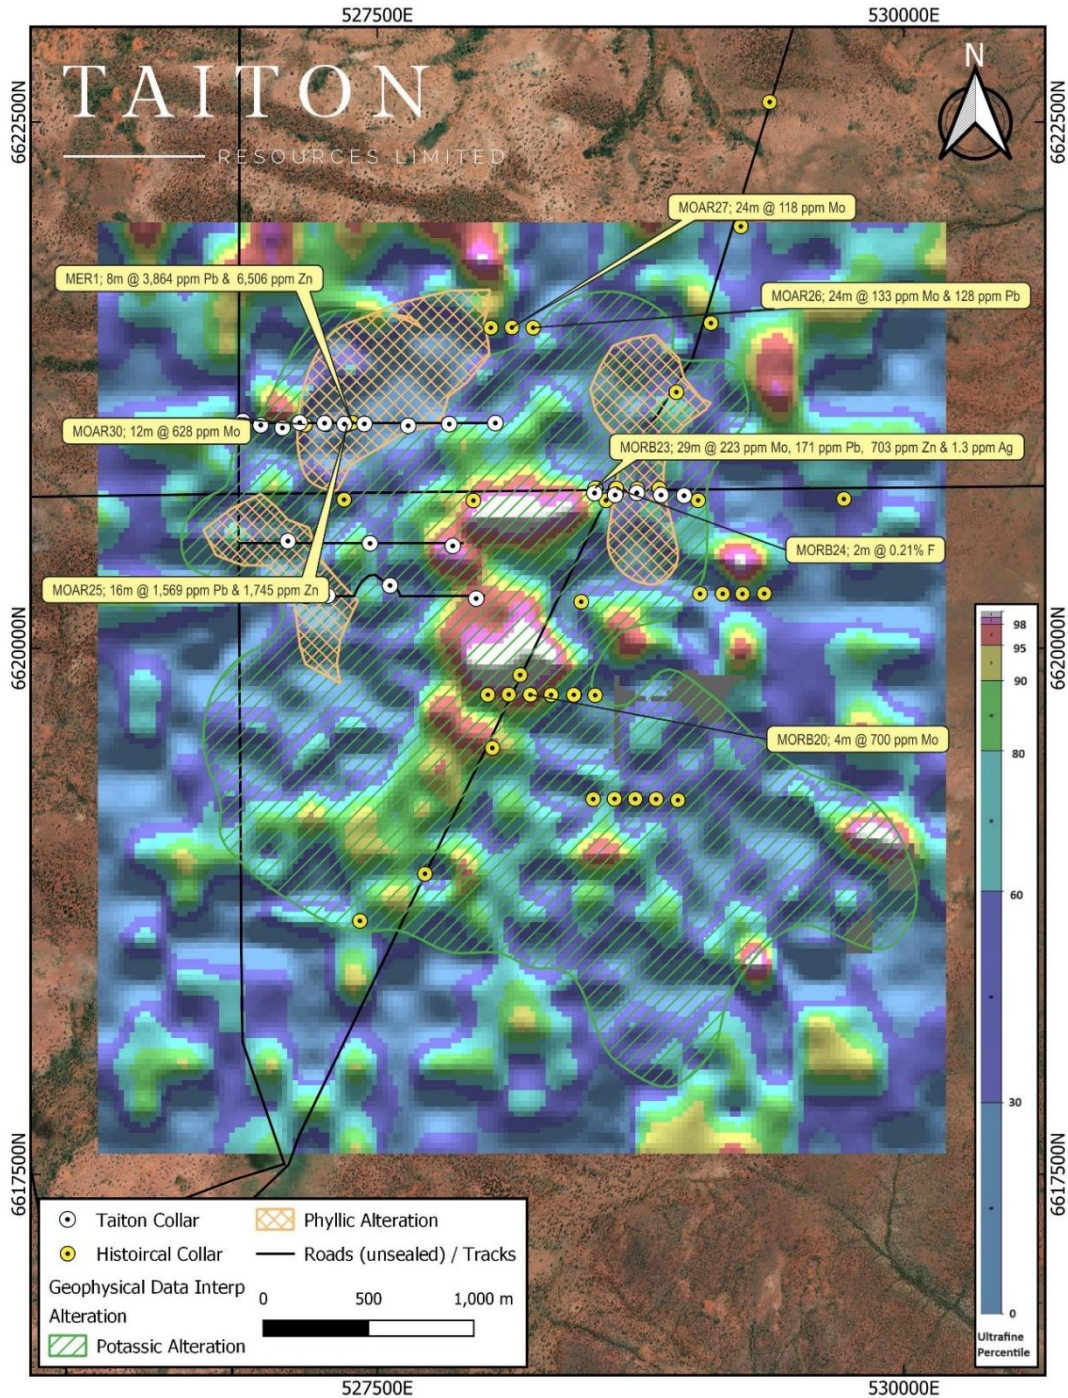 527500E
530000E
TAITON
RESOURCES LIMITED
N
6622500N
6622500N
MOAR27; 24m @ 118 ppm Mo
MER1; 8m @ 3,864 ppm Pb & 6,506 ppm Zn
MOAR26; 24m @ 133 ppm Mo & 128 ppm Pb
MOAR30; 12m @ 628 ppm Mo
MORB23; 29m @ 223 ppm Mo, 171 ppm Pb, 703 ppm Zn & 1.3 ppm Ag
MORB24; 2m @ 0.21% F
MOAR25; 16m @ 1,569 ppm Pb & 1,745 ppm Zn
6620000N
6620000N
MORB20; 4m @ 700 ppm Mo
98
95
90
80
60
30
0
Ultrafine
Percentile
6617500N
6617500N
Taiton Collar
Phyllic Alteration
Histoircal Collar
Roads (unsealed) / Tracks
Geophysical Data Interp
Alteration
0 500 1,000 m
Potassic Alteration
527500E
530000E